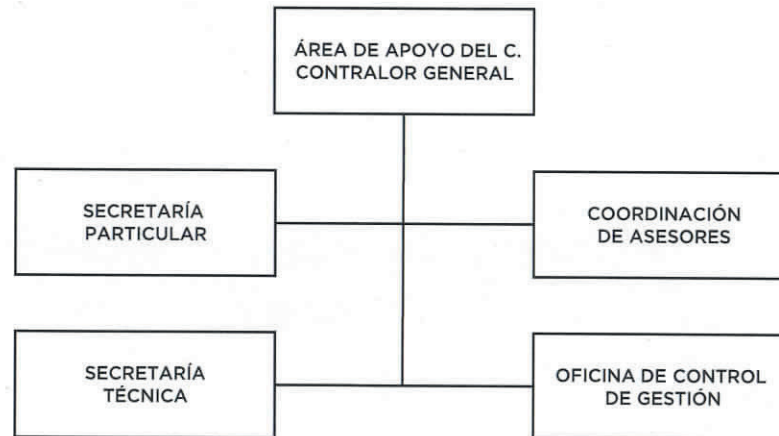 ÁREA DE APOYO DEL C.
CONTRALOR GENERAL
SECRETARÍA
PARTICULAR
COORDINACIÓN
DE ASESORES
SECRETARÍA
TÉCNICA
OFICINA DE CONTROL
DE GESTIÓN